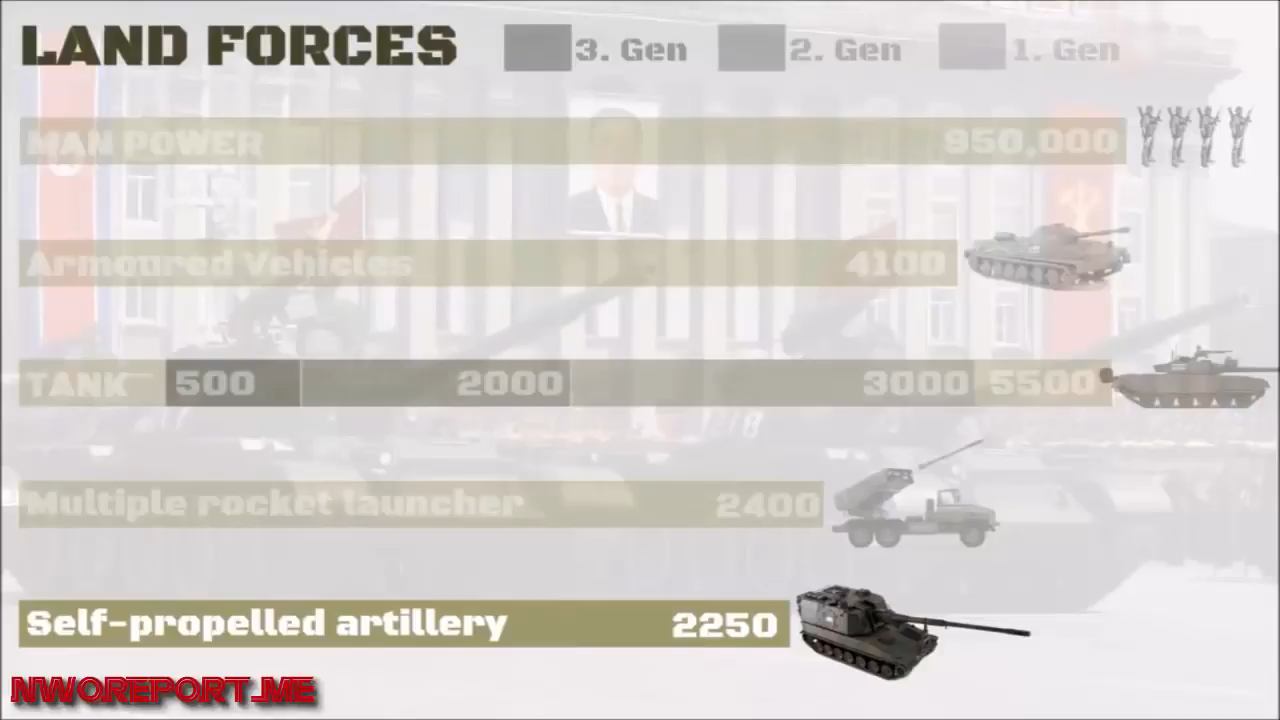 LAND FORCES 3. Gen 2. Gen 1. Gen
MAN POWER 950,000
Armoured Vehicles 4100
TANK 500 2000 3000 5500
Multiple rocket launcher 2400
Self-propelled artillery 2250
NWOREPORT.ME